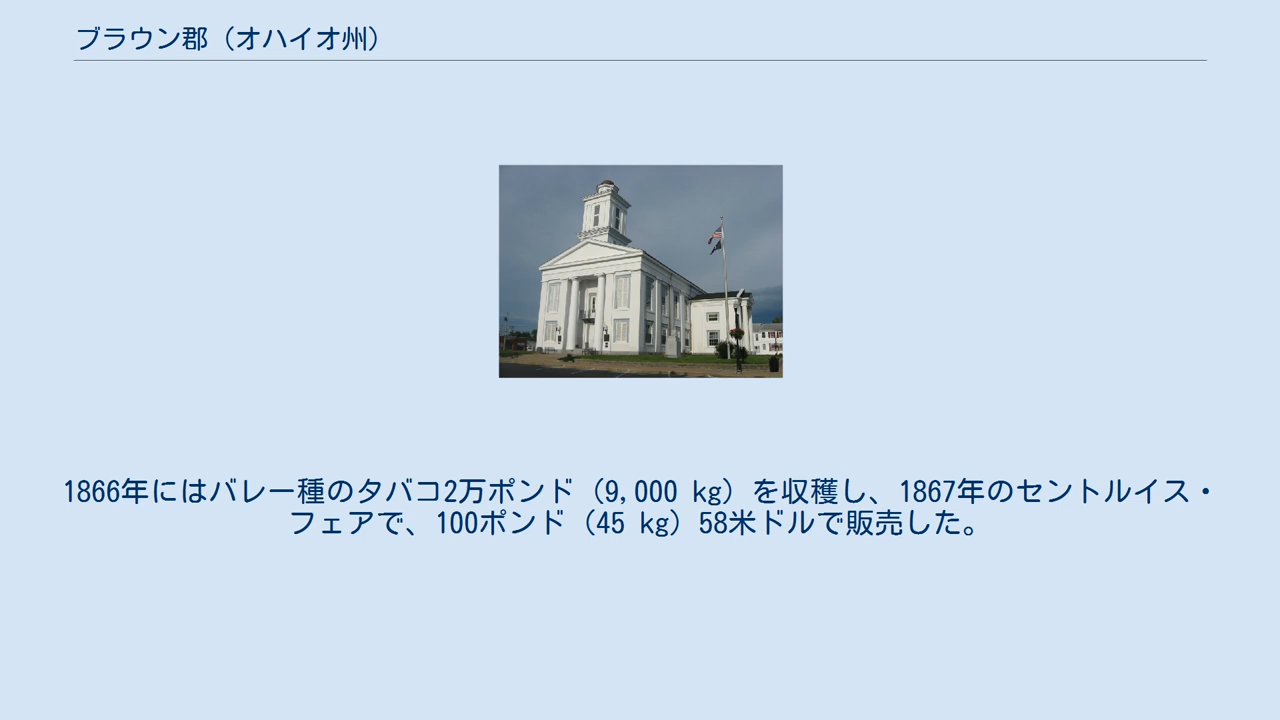 ブラウン郡（オハイオ州）
1866年にはバレー種のタバコ2万ポンド（9,000 kg）を収穫し、1867年のセントルイス・
フェアで、100ポンド（45 kg）58米ドルで販売した。